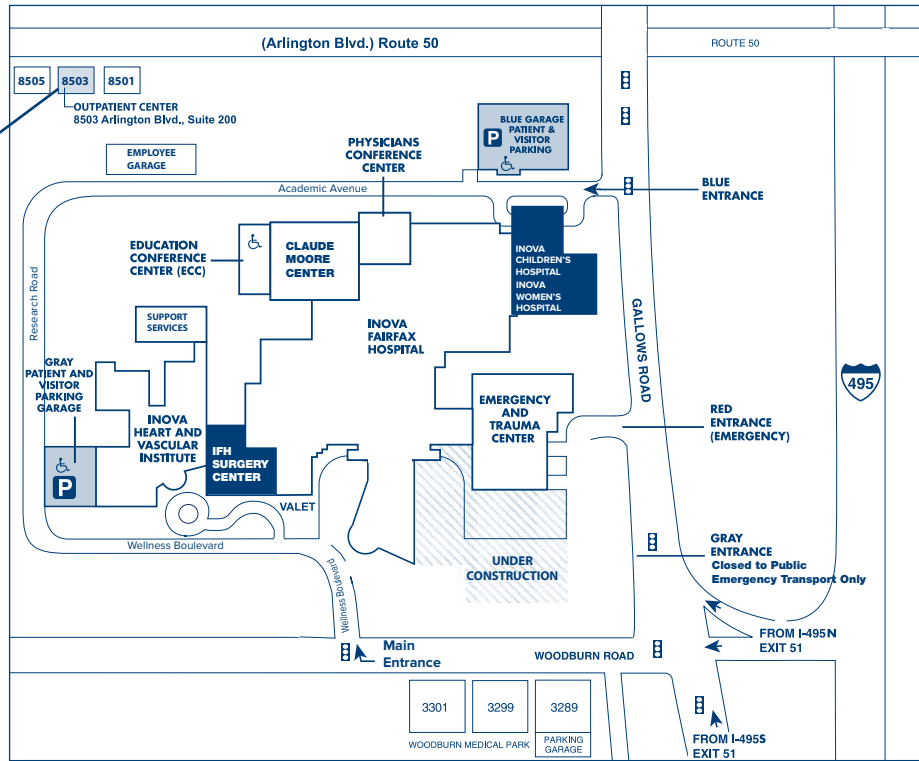 (Arlington Blvd.) Route 50
ROUTE 50
8505
8503
8501
OUTPATIENT CENTER
8503 Arlington Blvd., Suite 200
EMPLOYEE
GARAGE
BLUE GARAGE
P
PATIENT &
VISITOR
PARKING
PHYSICIANS
CONFERENCE
CENTER
Academic Avenue
BLUE
ENTRANCE
EDUCATION
CONFERENCE
CENTER (ECC)
CLAUDE
MOORE
CENTER
INOVA
CHILDREN'S
HOSPITAL
INOVA
WOMEN'S
HOSPITAL
Research Road
SUPPORT
SERVICES
INOVA
FAIRFAX
HOSPITAL
GALLOWS ROAD
495
GRAY
PATIENT AND
VISITOR
PARKING
GARAGE
P
INOVA
HEART AND
VASCULAR
INSTITUTE
IFH
SURGERY
CENTER
EMERGENCY
AND
TRAUMA
CENTER
RED
ENTRANCE
(EMERGENCY)
VALET
Wellness Boulevard
Wellness Boulevard
UNDER
CONSTRUCTION
GRAY
ENTRANCE
Closed to Public
Emergency Transport Only
Main
Entrance
WOODBURN ROAD
FROM I-495N
EXIT 51
3301
3299
3289
WOODBURN MEDICAL PARK
PARKING
GARAGE
FROM I-495S
EXIT 51